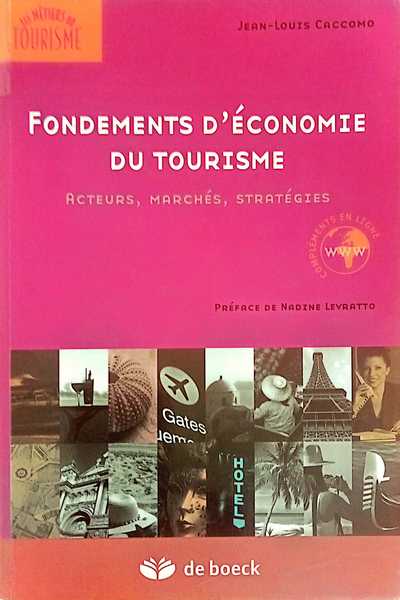 LES MÉTIERS DU
TOURISME
JEAN-LOUIS CACCOMO
FONDEMENTS D'ÉCONOMIE
DU TOURISME
ACTEURS, MARCHÉS, STRATÉGIES
COMPLÉMENTS EN LIGNE
WWW
PRÉFACE DE NADINE LEVRATTO
Gates
HOTEL
de boeck